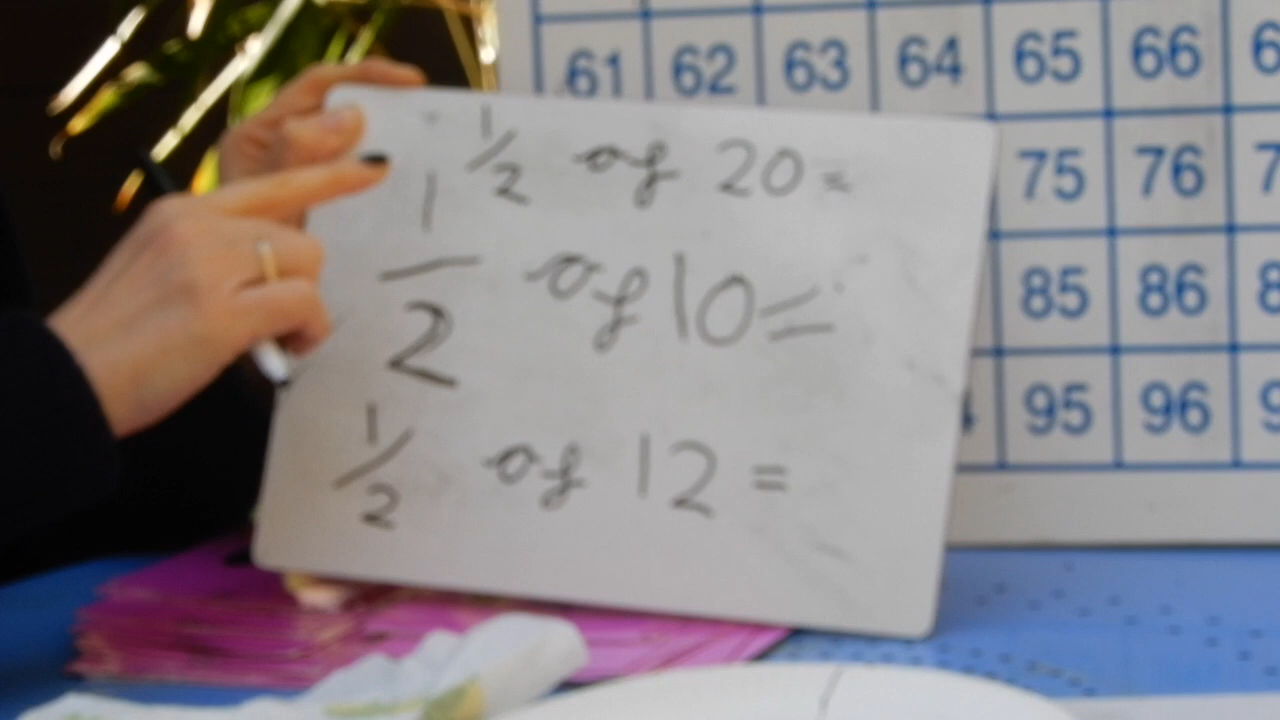 61 62 63 64 65 66
75 76
85 86
95 96
1/2 of 20 =
1/2 of 10 =
1/2 of 12 =